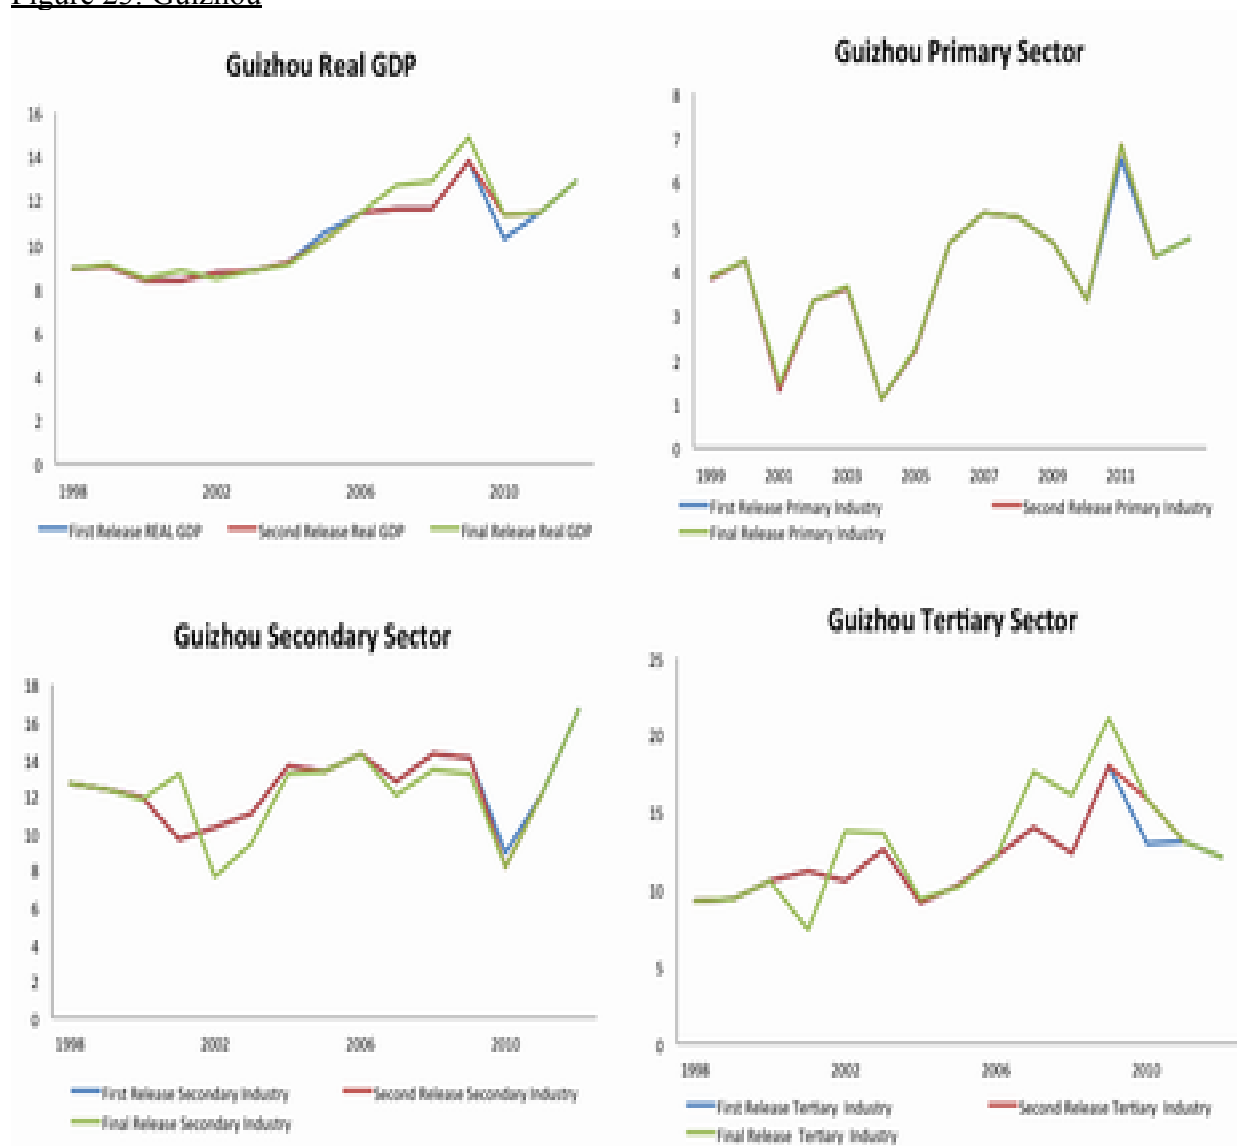 Figure 23: Guizhou
Guizhou Real GDP
16
14
12
10
8
6
4
2
0
1998 2002 2006 2010
First Release REAL GDP Second Release Real GDP Final Release Real GDP
Guizhou Primary Sector
8
7
6
5
4
3
2
1
0
1999 2001 2003 2005 2007 2009 2011
First Release Primary Industry Second Release Primary Industry
Final Release Primary Industry
Guizhou Secondary Sector
18
16
14
12
10
8
6
4
2
0
1998 2002 2006 2010
First Release Secondary Industry Second Release Secondary Industry
Final Release Secondary Industry
Guizhou Tertiary Sector
25
20
15
10
5
0
1998 2002 2006 2010
First Release Tertiary Industry Second Release Tertiary Industry
Final Release Tertiary Industry